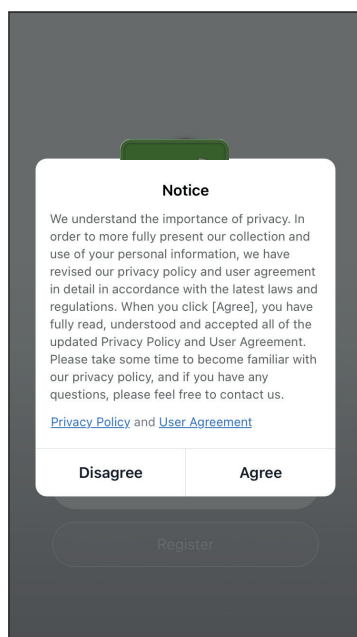 Notice
We understand the importance of privacy. In
order to more fully present our collection and
use of your personal information, we have
revised our privacy policy and user agreement
in detail in accordance with the latest laws and
regulations. When you click [Agree], you have
fully read, understood and accepted all of the
updated Privacy Policy and User Agreement.
Please take some time to become familiar with
our privacy policy, and if you have any
questions, please feel free to contact us.
Privacy Policy and User Agreement
Disagree Agree
Register